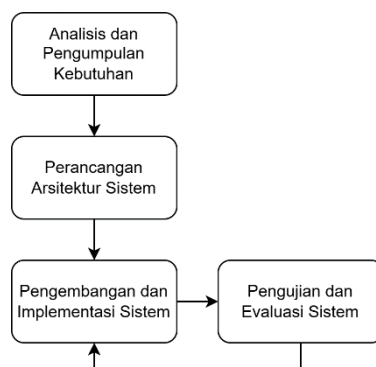 Analisis dan
Pengumpulan
Kebutuhan
Perancangan
Arsitektur Sistem
Pengembangan dan
Implementasi Sistem
Pengujian dan
Evaluasi Sistem